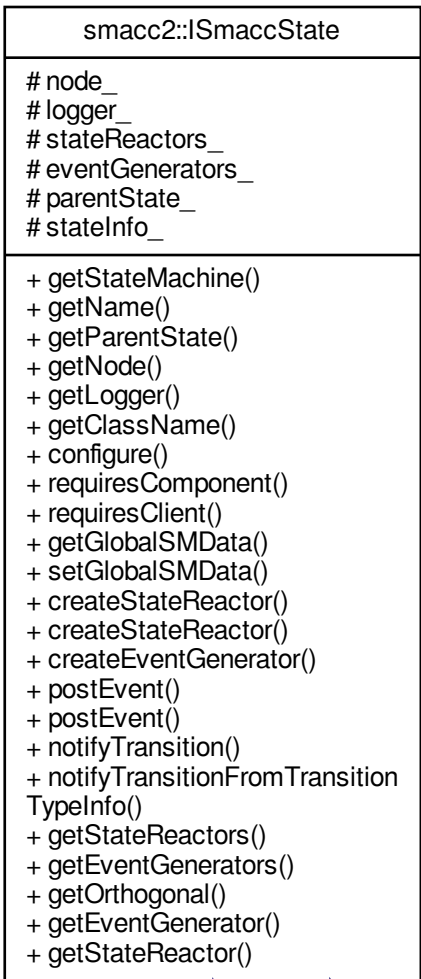 smacc2::ISmaccState
# node_
# logger_
# stateReactors_
# eventGenerators_
# parentState_
# stateInfo_
+ getStateMachine()
+ getName()
+ getParentState()
+ getNode()
+ getLogger()
+ getClassName()
+ configure()
+ requiresComponent()
+ requiresClient()
+ getGlobalSMData()
+ setGlobalSMData()
+ createStateReactor()
+ createStateReactor()
+ createEventGenerator()
+ postEvent()
+ postEvent()
+ notifyTransition()
+ notifyTransitionFromTransition
TypeInfo()
+ getStateReactors()
+ getEventGenerators()
+ getOrthogonal()
+ getEventGenerator()
+ getStateReactor()